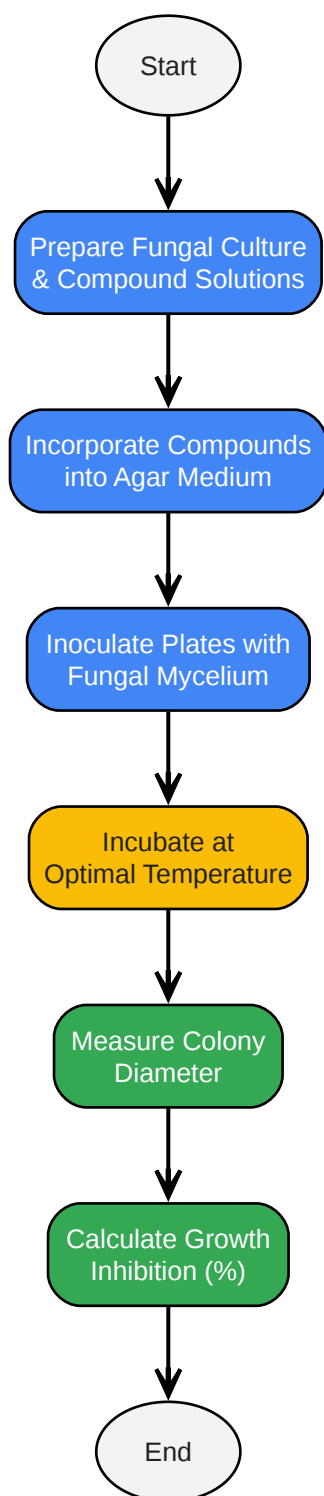 Start
Prepare Fungal Culture
& Compound Solutions
Incorporate Compounds
into Agar Medium
Inoculate Plates with
Fungal Mycelium
Incubate at
Optimal Temperature
Measure Colony
Diameter
Calculate Growth
Inhibition (%)
End